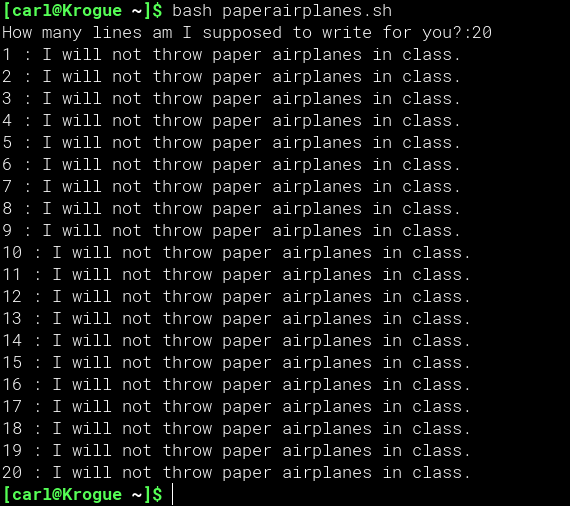 [carl@Krogue ~]$ bash paperairplanes.sh
How many lines am I supposed to write for you?:20
1 : I will not throw paper airplanes in class.
2 : I will not throw paper airplanes in class.
3 : I will not throw paper airplanes in class.
4 : I will not throw paper airplanes in class.
5 : I will not throw paper airplanes in class.
6 : I will not throw paper airplanes in class.
7 : I will not throw paper airplanes in class.
8 : I will not throw paper airplanes in class.
9 : I will not throw paper airplanes in class.
10 : I will not throw paper airplanes in class.
11 : I will not throw paper airplanes in class.
12 : I will not throw paper airplanes in class.
13 : I will not throw paper airplanes in class.
14 : I will not throw paper airplanes in class.
15 : I will not throw paper airplanes in class.
16 : I will not throw paper airplanes in class.
17 : I will not throw paper airplanes in class.
18 : I will not throw paper airplanes in class.
19 : I will not throw paper airplanes in class.
20 : I will not throw paper airplanes in class.
[carl@Krogue ~]$